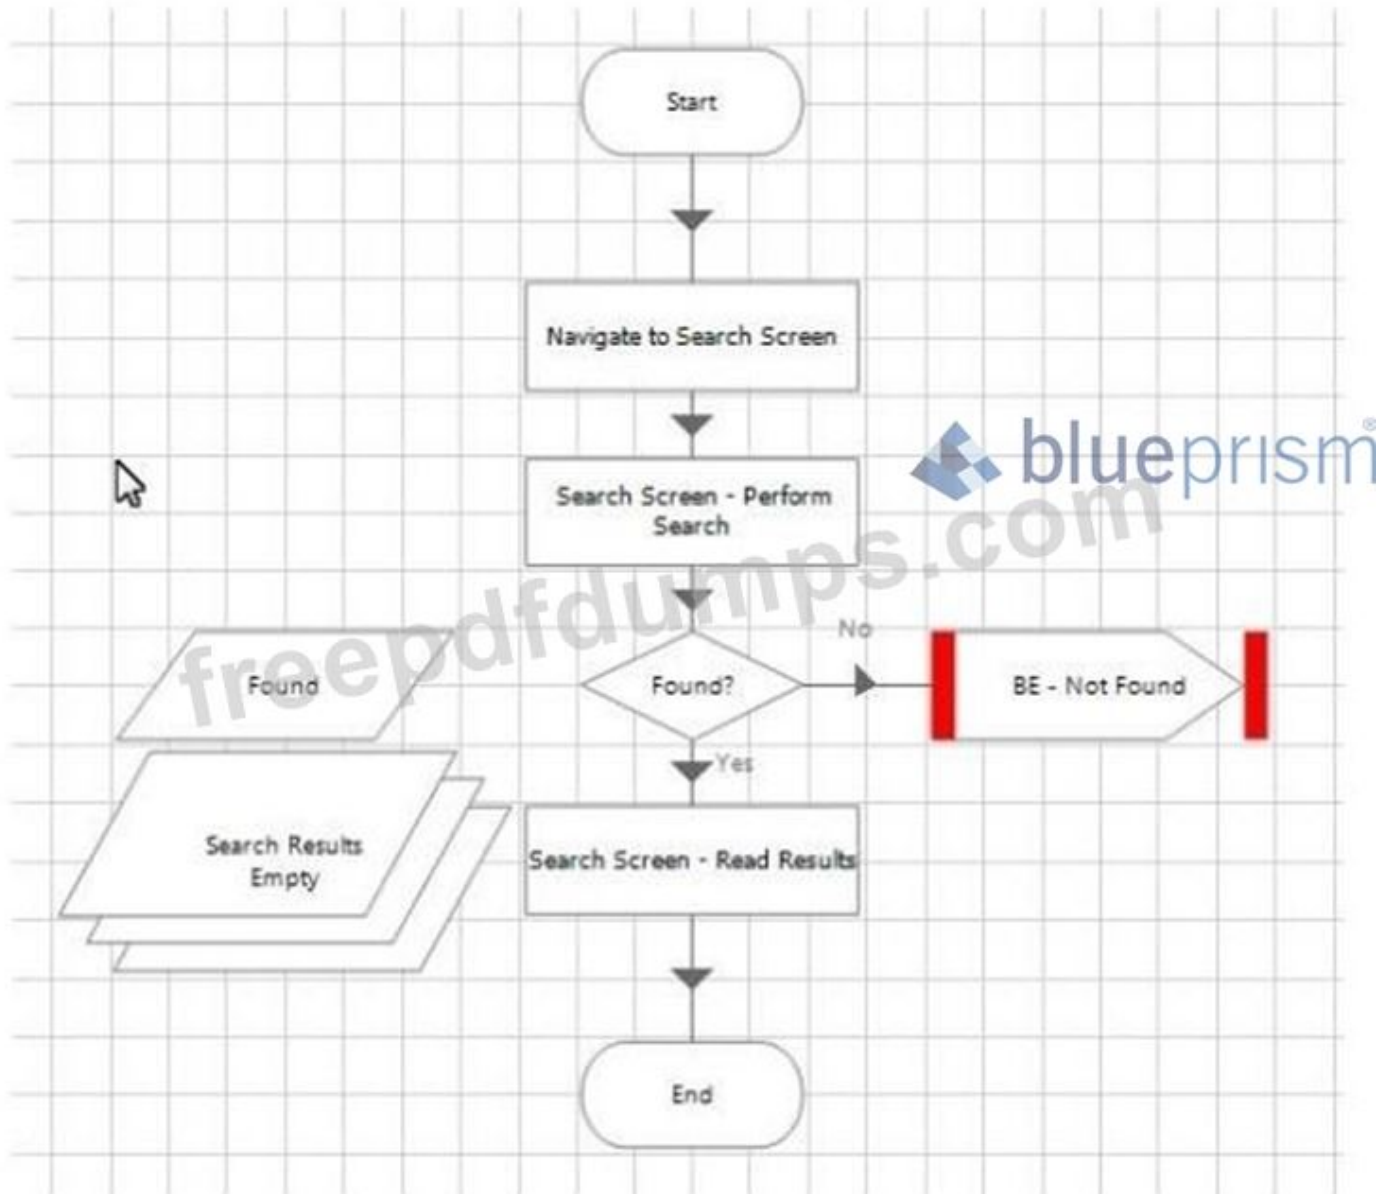 Start
Navigate to Search Screen
blueprism®
Search Screen - Perform
Search
freepdfdumps.com
No
Found
Found?
BE - Not Found
Yes
Search Results
Empty
Search Screen - Read Results
End